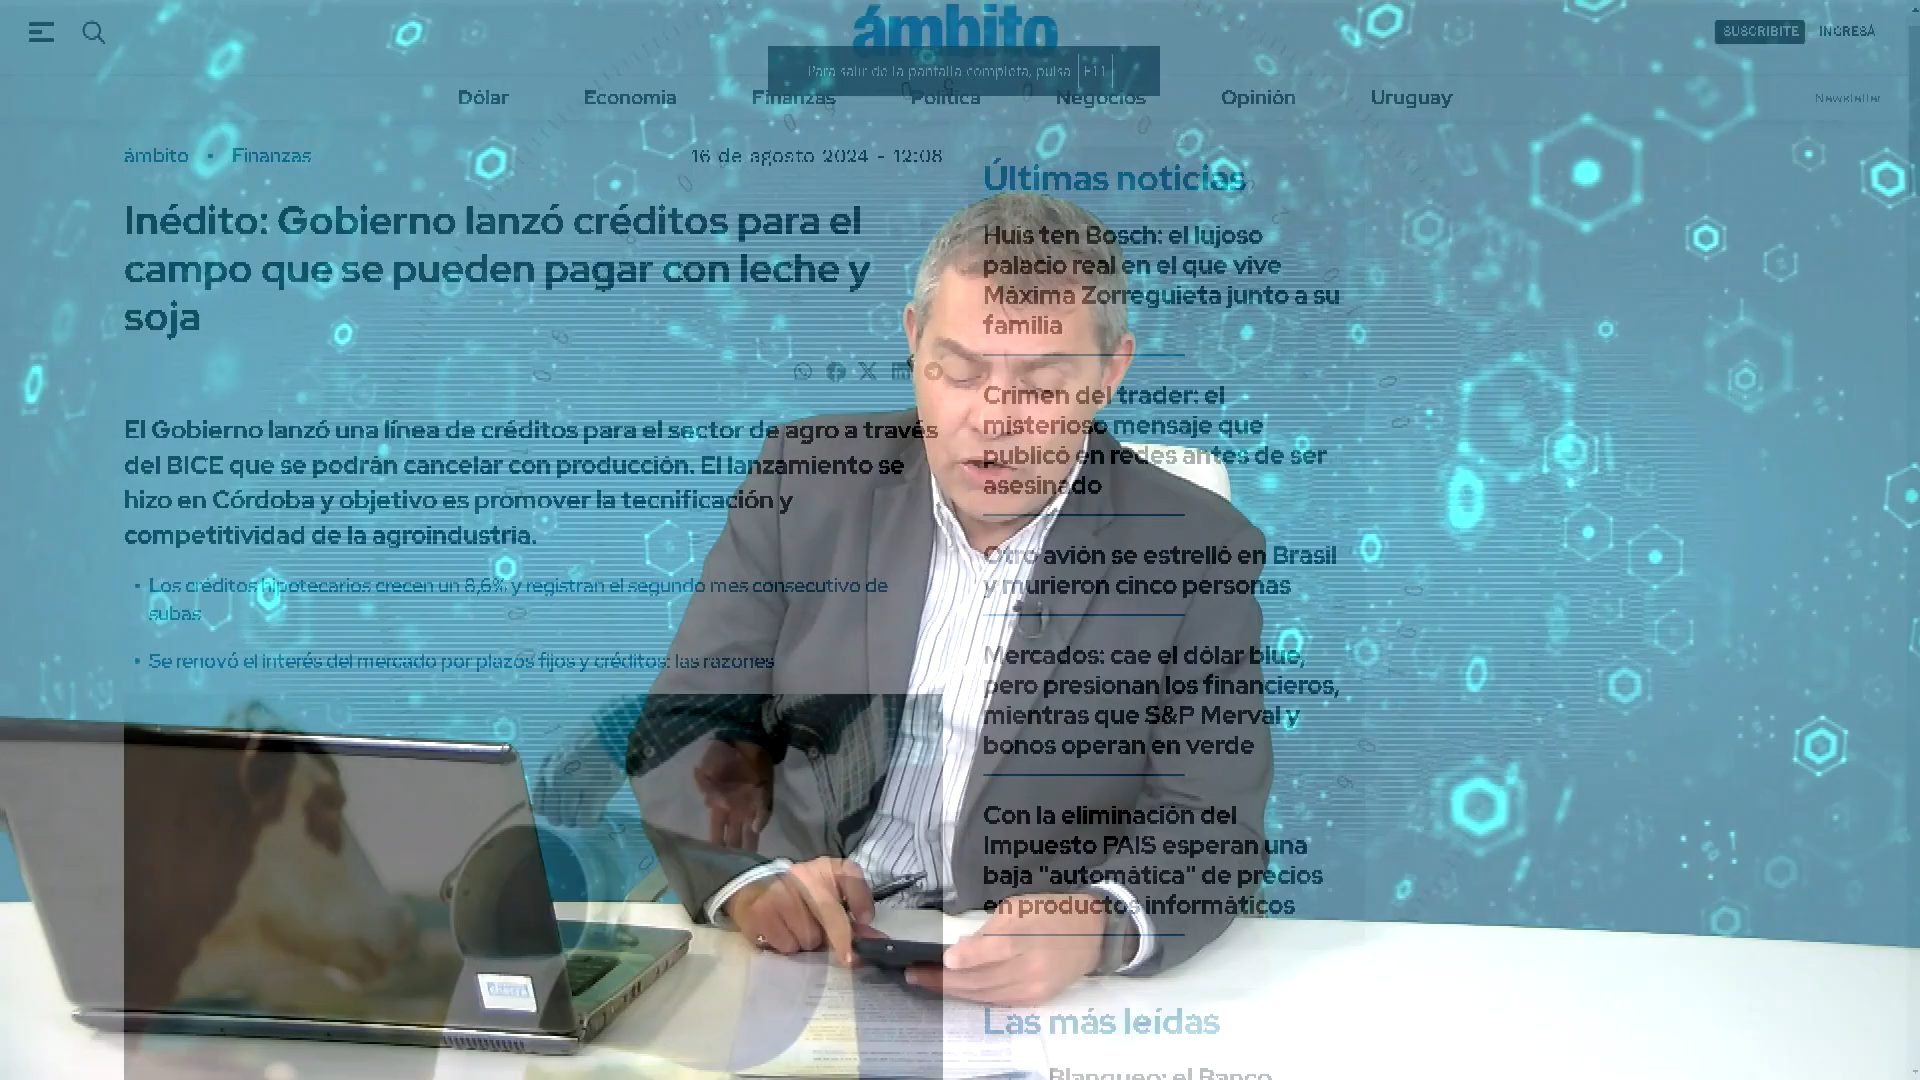 ámbito
SUSCRIBITE INGRESÁ
Para salir de la pantalla completa, pulsa F11
Dólar Economia Finanzas Política Negocios Opinión Uruguay Newsletter
ámbito • Finanzas 16 de agosto 2024 - 12:08
Inédito: Gobierno lanzó créditos para el
campo que se pueden pagar con leche y
soja
El Gobierno lanzó una línea de créditos para el sector de agro a través
del BICE que se podrán cancelar con producción. El lanzamiento se
hizo en Córdoba y objetivo es promover la tecnificación y
competitividad de la agroindustria.
• Los créditos hipotecarios crecen un 8,6% y registran el segundo mes consecutivo de
subas
• Se renovó el interés del mercado por plazos fijos y créditos: las razones
Últimas noticias
Huis ten Bosch: el lujoso
palacio real en el que vive
Máxima Zorreguieta junto a su
familia
Crimen del trader: el
misterioso mensaje que
publicó en redes antes de ser
asesinado
Otro avión se estrelló en Brasil
y murieron cinco personas
Mercados: cae el dólar blue,
pero presionan los financieros,
mientras que S&P Merval y
bonos operan en verde
Con la eliminación del
Impuesto PAIS esperan una
baja "automática" de precios
en productos informáticos
Las más leídas
Blanqueo: el Banco